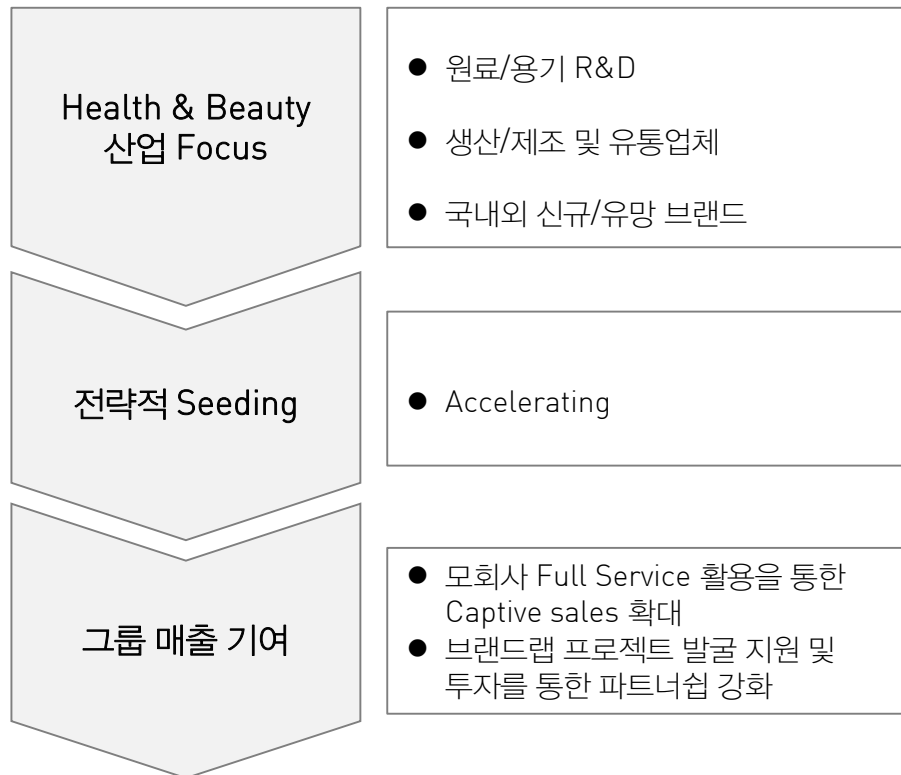 Health & Beauty
산업 Focus
● 원료/용기 R&D
● 생산/제조 및 유통업체
● 국내외 신규/유망 브랜드
전략적 Seeding
● Accelerating
그룹 매출 기여
● 모회사 Full Service 활용을 통한
Captive sales 확대
● 브랜드랩 프로젝트 발굴 지원 및
투자를 통한 파트너쉽 강화